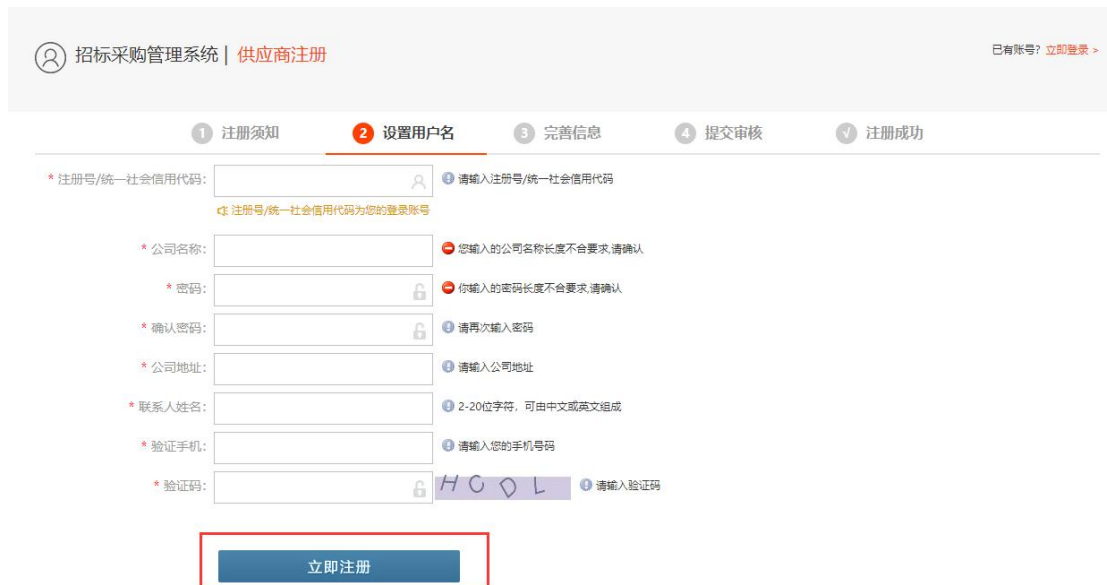 招标采购管理系统 | 供应商注册
已有账号? 立即登录 >
1 注册须知 2 设置用户名 3 完善信息 4 提交审核 √ 注册成功
* 注册号/统一社会信用代码: 请输入注册号/统一社会信用代码
注册号/统一社会信用代码为您的登录账号
* 公司名称: 您输入的公司名称长度不合要求,请确认
* 密码: 你输入的密码长度不合要求,请确认
* 确认密码: 请再次输入密码
* 公司地址: 请输入公司地址
* 联系人姓名: 2-20位字符，可由中文或英文组成
* 验证手机: 请输入您的手机号码
* 验证码: HCDL 请输入验证码
立即注册